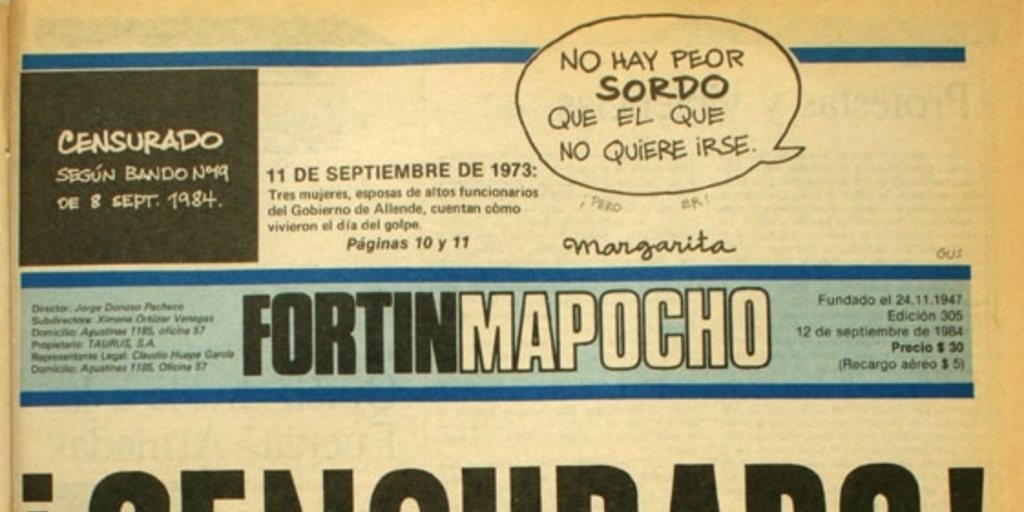 CENSURADO
SEGÚN BANDO Nº19
DE 8 SEPT. 1984.
11 DE SEPTIEMBRE DE 1973:
Tres mujeres, esposas de altos funcionarios
del Gobierno de Allende, cuentan cómo
vivieron el día del golpe.
Páginas 10 y 11
NO HAY PEOR
SORDO
QUE EL QUE
NO QUIERE IRSE.
¡PERO
ER!
margarita
GUS
Director: Jorge Donoso Pacheco
Subdirectora: Ximena Ortúzar Venegas
Domicilio: Agustinas 1185, oficina 57
Propietario: TAURUS, S.A.
Representante Legal: Claudio Huepe García
Domicilio: Agustinas 1185, Oficina 57
FORTINMAPOCHO
Fundado el 24.11.1947
Edición 305
12 de septiembre de 1984
Precio $ 30
(Recargo aéreo $ 5)
¡CENSURADO!